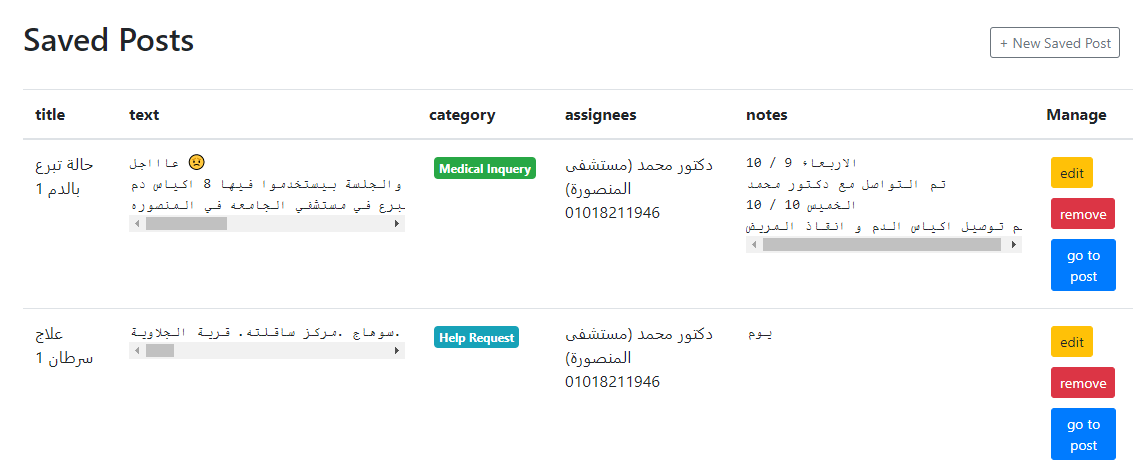 Saved Posts
+ New Saved Post
title
text
category
assignees
notes
Manage
حالة تبرع
بالدم 1
عاااجل 😟
والجلسة بيستخدموا فيها 8 اكياس دم
تبرع في مستشفي الجامعه في المنصوره
Medical Inquery
دكتور محمد (مستشفى
المنصورة)
01018211946
الاربعاء 9 / 10
تم التواصل مع دكتور محمد
الخميس 10 / 10
م توصيل اكياس الدم و انقاذ المريض
edit
remove
go to
post
علاج
سرطان 1
سوهاج .مركز ساقلته. قرية الجلاوية.
Help Request
دكتور محمد (مستشفى
المنصورة)
01018211946
يوم
edit
remove
go to
post